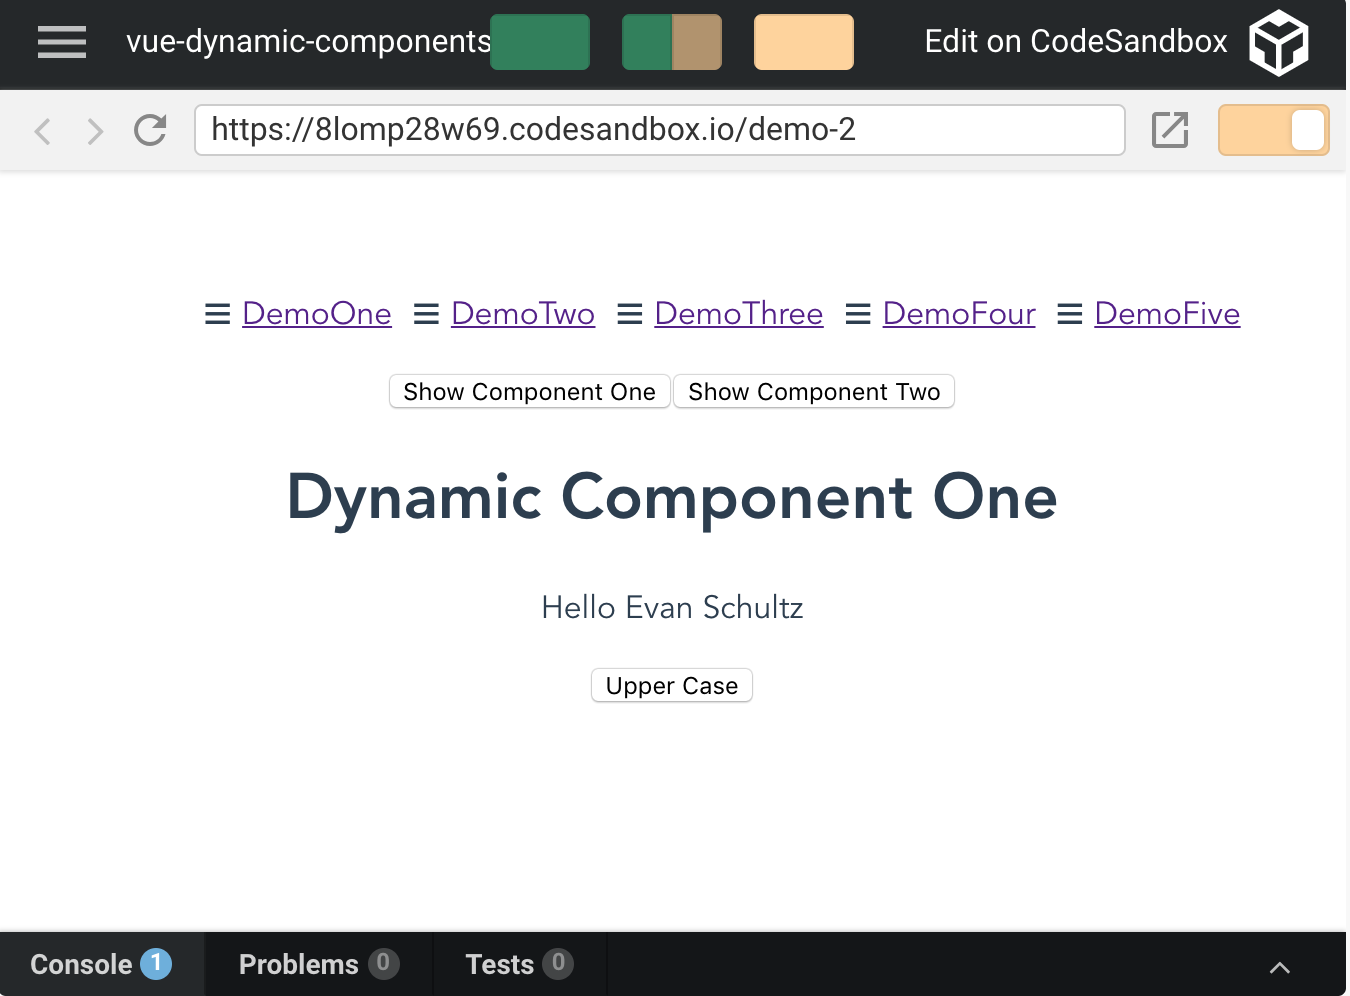 vue-dynamic-components
Edit on CodeSandbox
https://8lomp28w69.codesandbox.io/demo-2
DemoOne DemoTwo DemoThree DemoFour DemoFive
Show Component One Show Component Two
Dynamic Component One
Hello Evan Schultz
Upper Case
Console 1 Problems 0 Tests 0